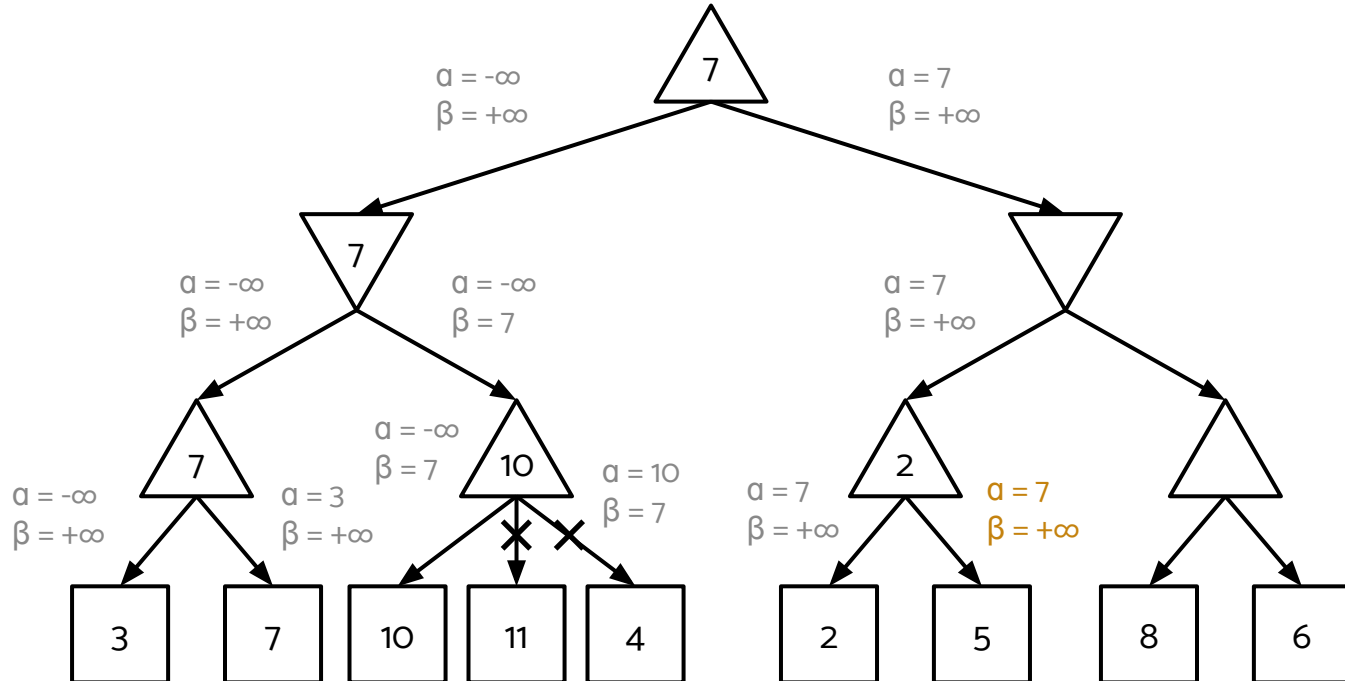 7
α = -∞
β = +∞
α = 7
β = +∞
7
α = -∞
β = +∞
α = -∞
β = 7
α = 7
β = +∞
7
α = -∞
β = 7
10
α = 10
β = 7
2
α = -∞
β = +∞
α = 3
β = +∞
α = 7
β = +∞
α = 7
β = +∞
3
7
10
11
4
2
5
8
6